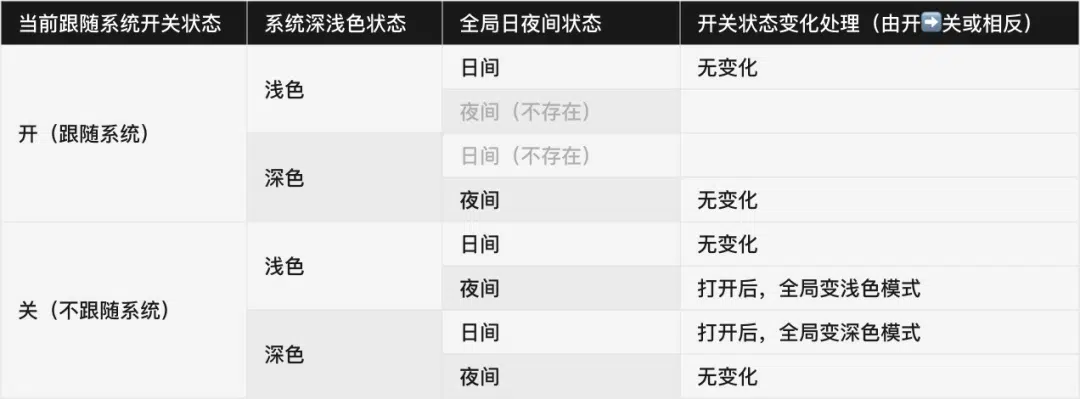 当前跟随系统开关状态 系统深浅色状态 全局日夜间状态 开关状态变化处理（由开➡️关或相反）
开（跟随系统） 浅色 日间 无变化
夜间（不存在）
深色 日间（不存在）
夜间 无变化
关（不跟随系统） 浅色 日间 无变化
夜间 打开后，全局变浅色模式
深色 日间 打开后，全局变深色模式
夜间 无变化